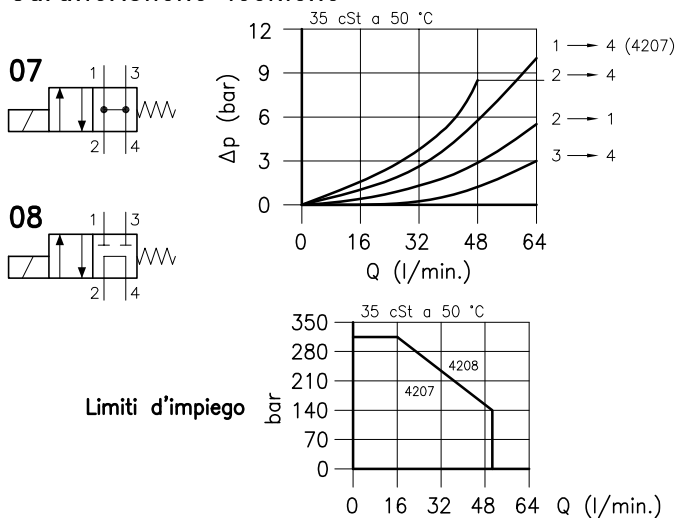 35 cSt a 50 °C
12
9
6
3
0
Δp (bar)
0 16 32 48 64
Q (l/min.)
1 → 4 (4207)
2 → 4
2 → 1
3 → 4
07
1 3
2 4
08
1 3
2 4
35 cSt a 50 °C
350
280
210
140
70
0
bar
4208
4207
Limiti d'impiego
0 16 32 48 64 Q (l/min.)